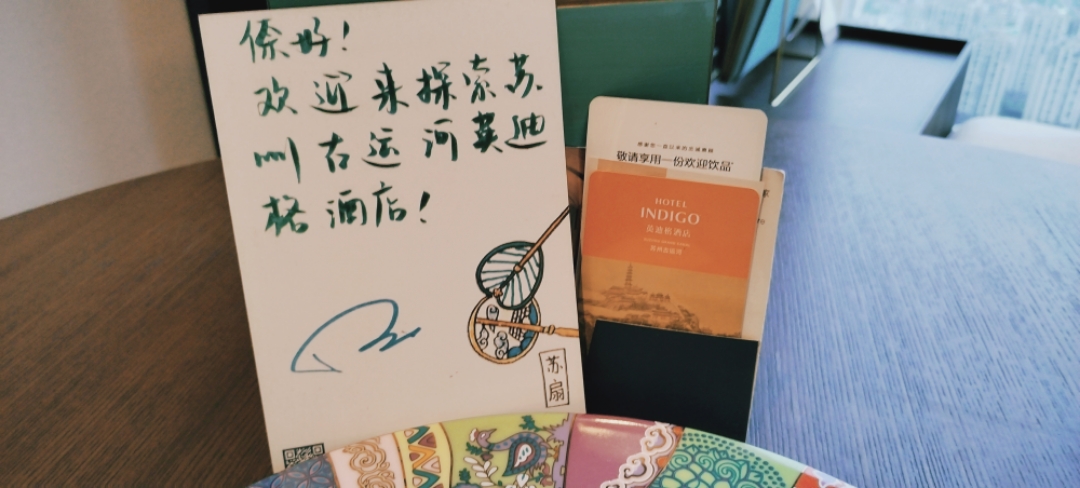 倷好!
欢迎来探索苏
州古运河英迪
格酒店!
苏扇
敬请享用一份欢迎饮品
HOTEL
INDIGO
英迪格酒店